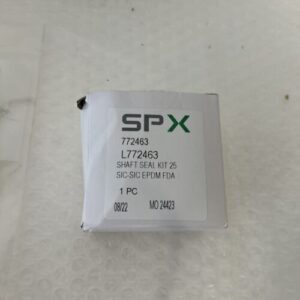 SPX
772463
L772463
SHAFT SEAL KIT 25
SIC-SIC EPDM FDA
1 PC
08/22 MO 24423